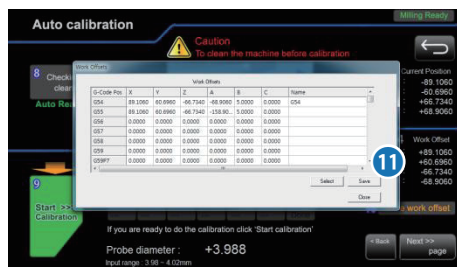 Auto calibration
Milling Ready
Caution
To clean the machine before calibration
Work Offsets
Work Offsets
G-Code Pos X Y Z A B C Name
G54 89.1060 60.6960 -66.7340 -68.9060 5.0000 0.0000 G54
G55 89.1060 60.6960 -66.7340 -158.90... 5.0000 0.0000
G56 0.0000 0.0000 0.0000 0.0000 0.0000 0.0000
G57 0.0000 0.0000 0.0000 0.0000 0.0000 0.0000
G58 0.0000 0.0000 0.0000 0.0000 0.0000 0.0000
G59 0.0000 0.0000 0.0000 0.0000 0.0000 0.0000
G59P7 0.0000 0.0000 0.0000 0.0000 0.0000 0.0000
Select Save
Close
11
8 Checki
clear
Auto Re
Current Position
-89.1060
-60.6960
+66.7340
+68.9060
Work Offset
+89.1060
+60.6960
-66.7340
-68.9060
work offset
9
Start >>
Calibration
If you are ready to do the calibration click 'Start calibration'
Probe diameter : +3.988
Input range : 3.98 ~ 4.02mm
< Back
Next >>
page